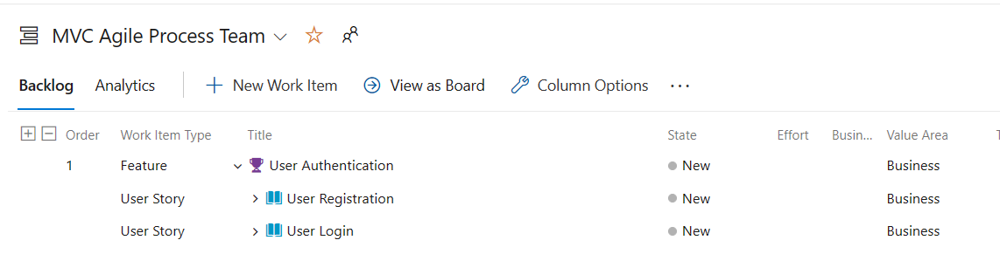 MVC Agile Process Team
Backlog Analytics New Work Item View as Board Column Options ...
Order Work Item Type Title State Effort Busin... Value Area T
1 Feature User Authentication New Business
User Story User Registration New Business
User Story User Login New Business